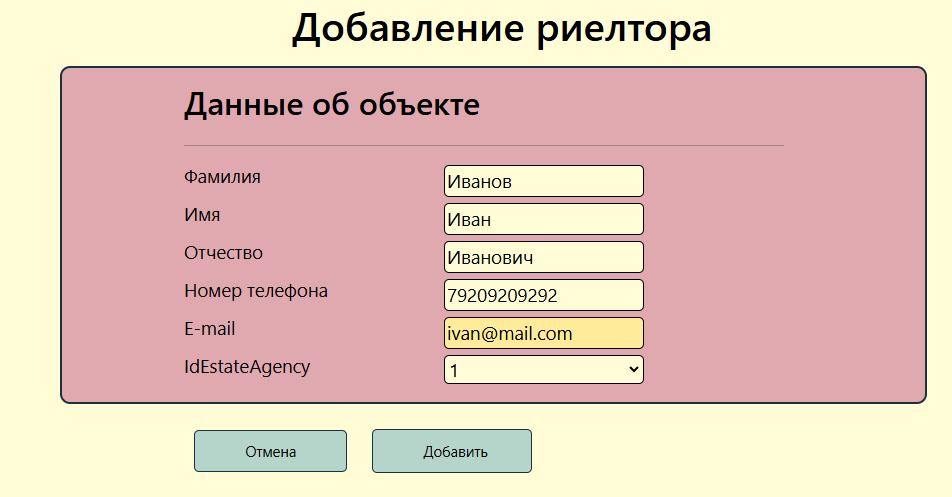 Добавление риелтора
Данные об объекте
Фамилия Иванов
Имя Иван
Отчество Иванович
Номер телефона 79209209292
E-mail ivan@mail.com
IdEstateAgency 1
Отмена Добавить